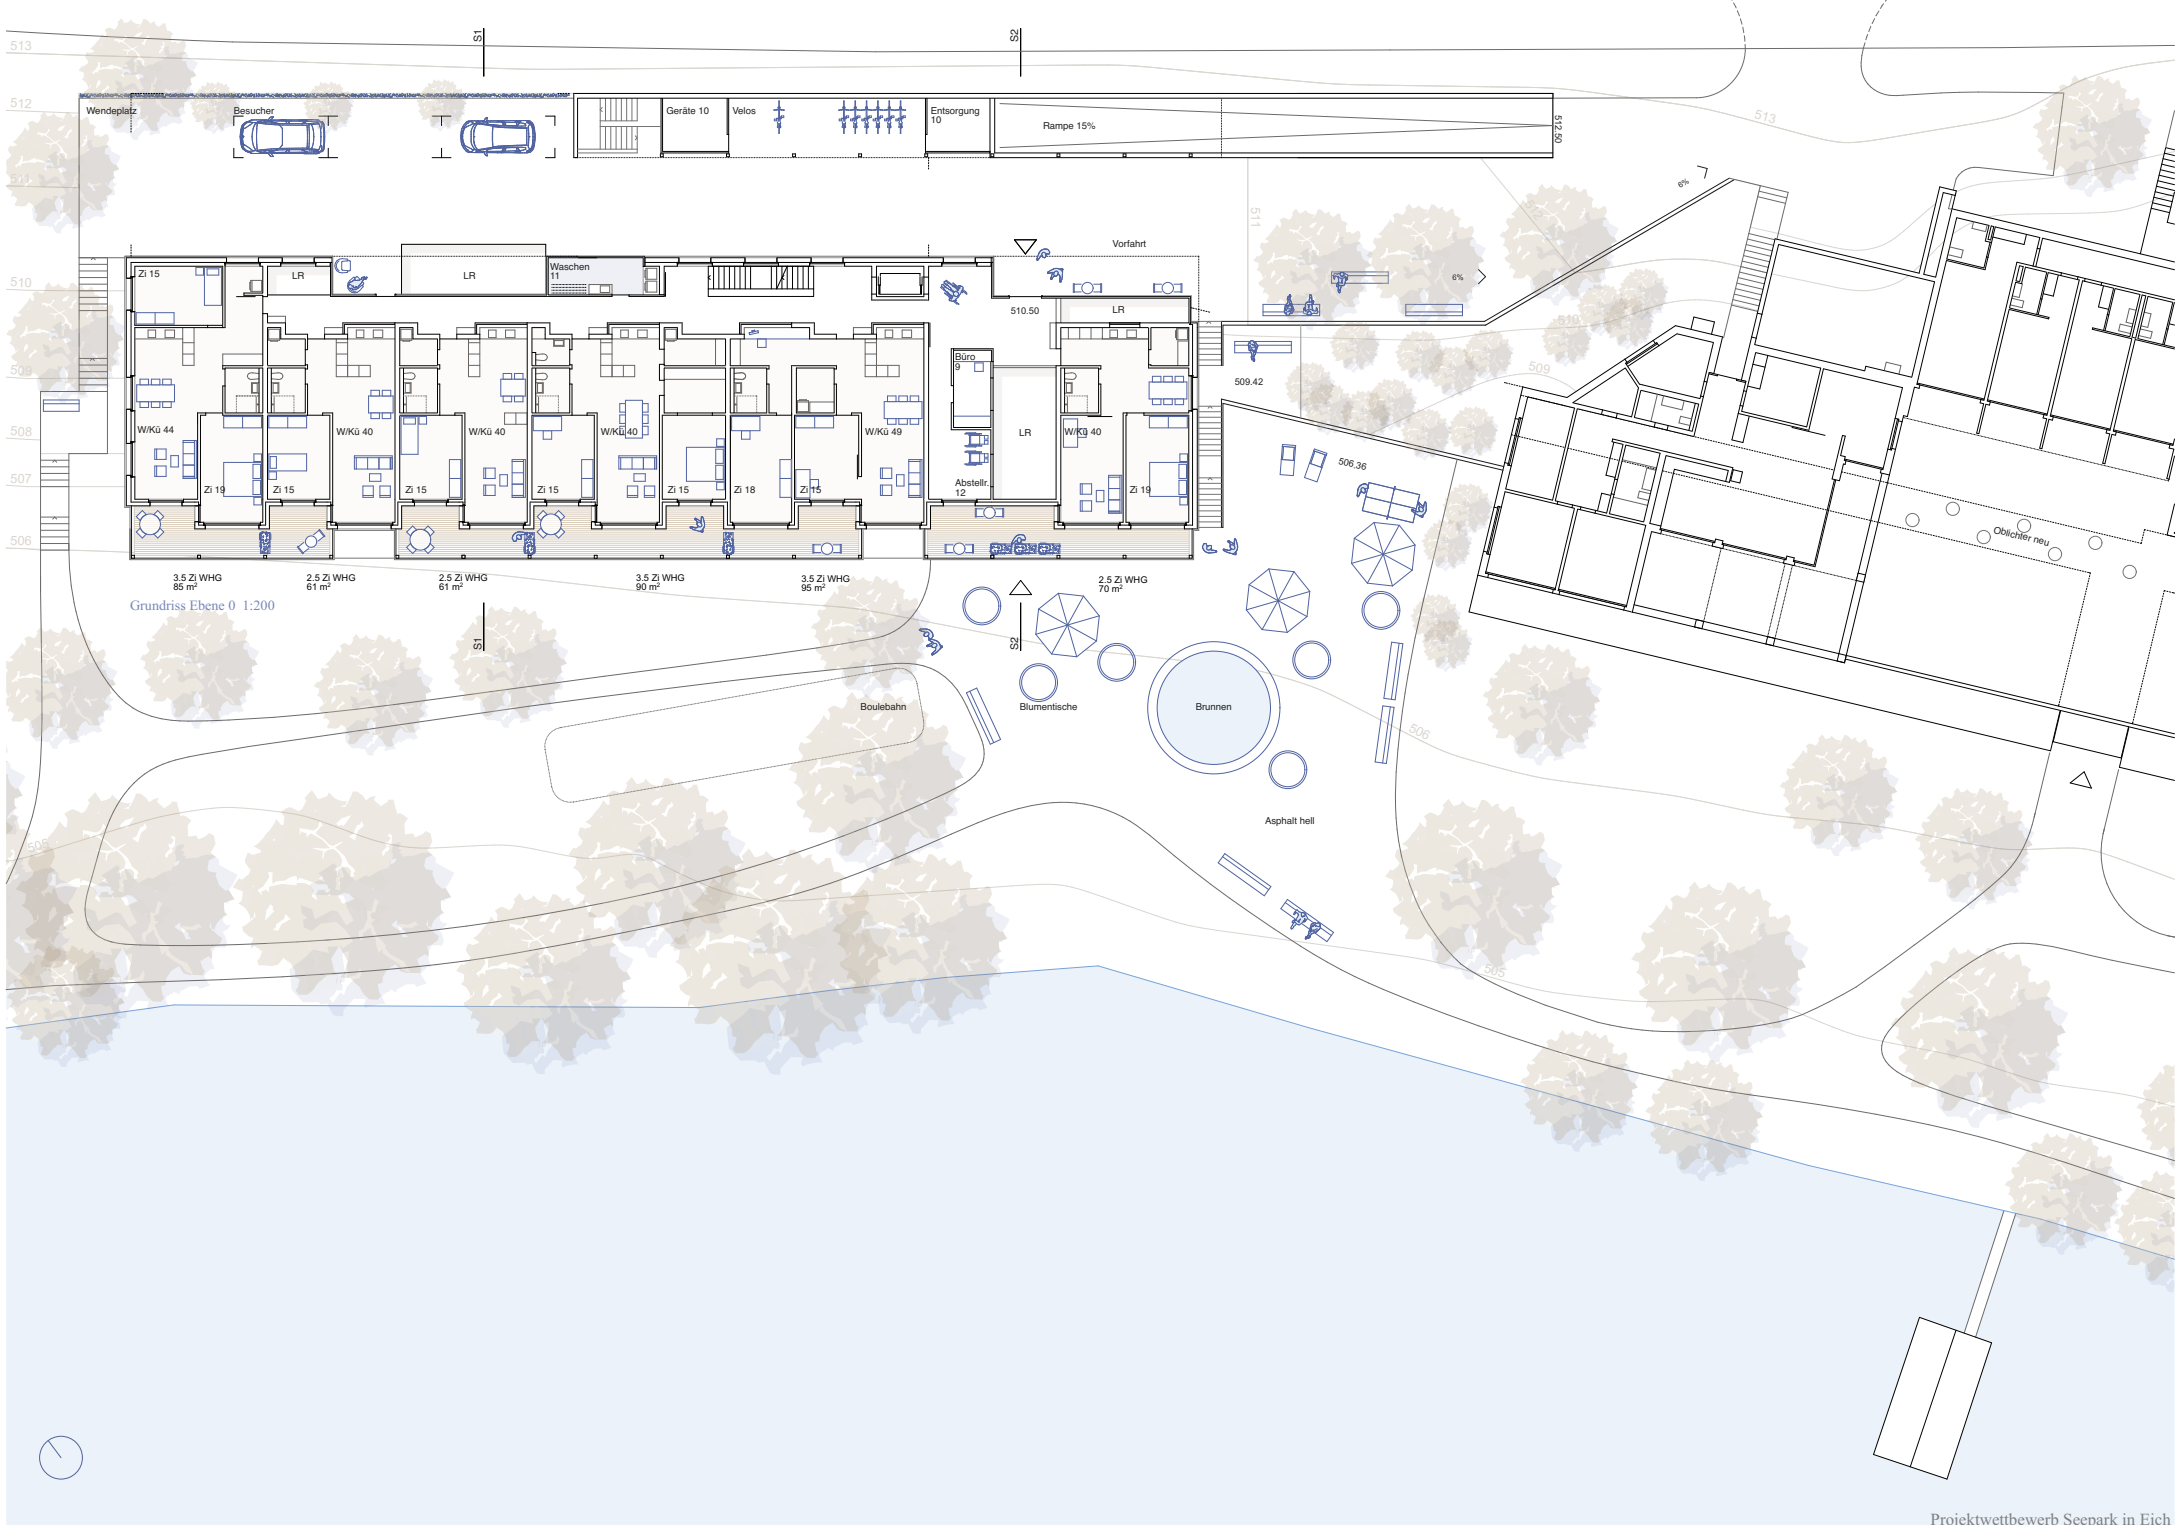 S1
S2
513
512
511
510
509
508
507
506
505
513
511
510
509
506
505
Wendeplatz
Besucher
Geräte 10
Velos
Entsorgung
10
Rampe 15%
512.50
6%
6%
Vorfahrt
Zi 15
LR
LR
Waschen
11
510.50
LR
509.42
Büro
9
W/Kü 44
W/Kü 40
W/Kü 40
W/Kü 40
W/Kü 49
LR
W/Kü 40
506.36
Zi 19
Zi 15
Zi 15
Zi 15
Zi 15
Zi 18
Zi 15
Abstellr.
12
Zi 19
Oblichter neu
3.5 Zi WHG
85 m²
2.5 Zi WHG
61 m²
2.5 Zi WHG
61 m²
3.5 Zi WHG
90 m²
3.5 Zi WHG
95 m²
2.5 Zi WHG
70 m²
Grundriss Ebene 0 1:200
S1
S2
Boulebahn
Blumentische
Brunnen
Asphalt hell
Projektwettbewerb Seepark in Eich